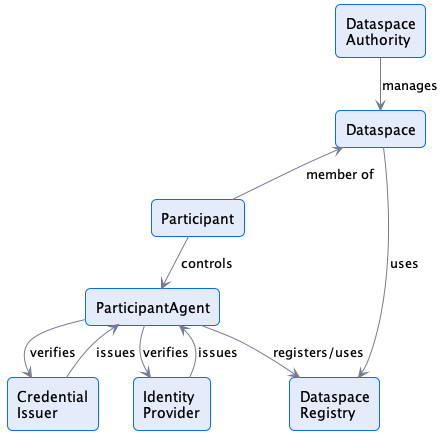 Dataspace
Authority
manages
Dataspace
member of
Participant
controls
uses
ParticipantAgent
verifies
issues
verifies
issues
registers/uses
Credential
Issuer
Identity
Provider
Dataspace
Registry